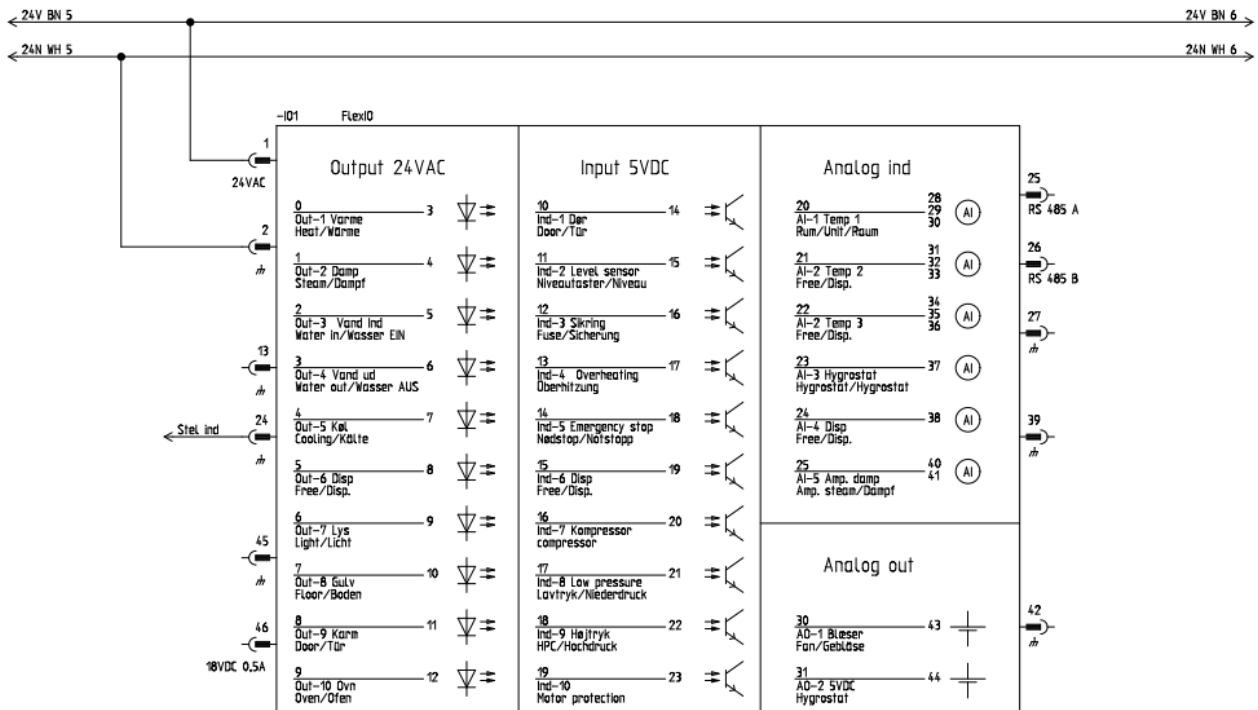 24V BN 5
24V BN 6
24N WH 5
24N WH 6
-IO1 FlexIO
1
24VAC
2
13
24
Stel ind
45
46
18VDC 0,5A
Output 24VAC
0 3
Out-1 Varme
Heat/Wärme
1 4
Out-2 Damp
Steam/Dampf
2 5
Out-3 Vand ind
Water in/Wasser EIN
3 6
Out-4 Vand ud
Water out/Wasser AUS
4 7
Out-5 Køl
Cooling/Kälte
5 8
Out-6 Disp
Free/Disp.
6 9
Out-7 Lys
Light/Licht
7 10
Out-8 Gulv
Floor/Boden
8 11
Out-9 Karm
Door/Tür
9 12
Out-10 Ovn
Oven/Ofen
Input 5VDC
10 14
Ind-1 Dør
Door/Tür
11 15
Ind-2 Level sensor
Niveautaster/Niveau
12 16
Ind-3 Sikring
Fuse/Sicherung
13 17
Ind-4 Overheating
Überhitzung
14 18
Ind-5 Emergency stop
Nødstop/Notstopp
15 19
Ind-6 Disp
Free/Disp.
16 20
Ind-7 Kompressor
compressor
17 21
Ind-8 Low pressure
Lavtryk/Niederdruck
18 22
Ind-9 Højtryk
HPC/Hochdruck
19 23
Ind-10
Motor protection
Analog ind
20 28
29
30
AI-1 Temp 1
Rum/Unit/Raum
AI
21 31
32
33
AI-2 Temp 2
Free/Disp.
AI
22 34
35
36
AI-2 Temp 3
Free/Disp.
AI
23 37
AI-3 Hygrostat
Hygrostat/Hygrostat
AI
24 38
AI-4 Disp
Free/Disp.
AI
25 40
41
AI-5 Amp. damp
Amp. steam/Dampf
AI
Analog out
30 43
AO-1 Blæser
Fan/Gebläse
31 44
AO-2 5VDC
Hygrostat
25
RS 485 A
26
RS 485 B
27
39
42